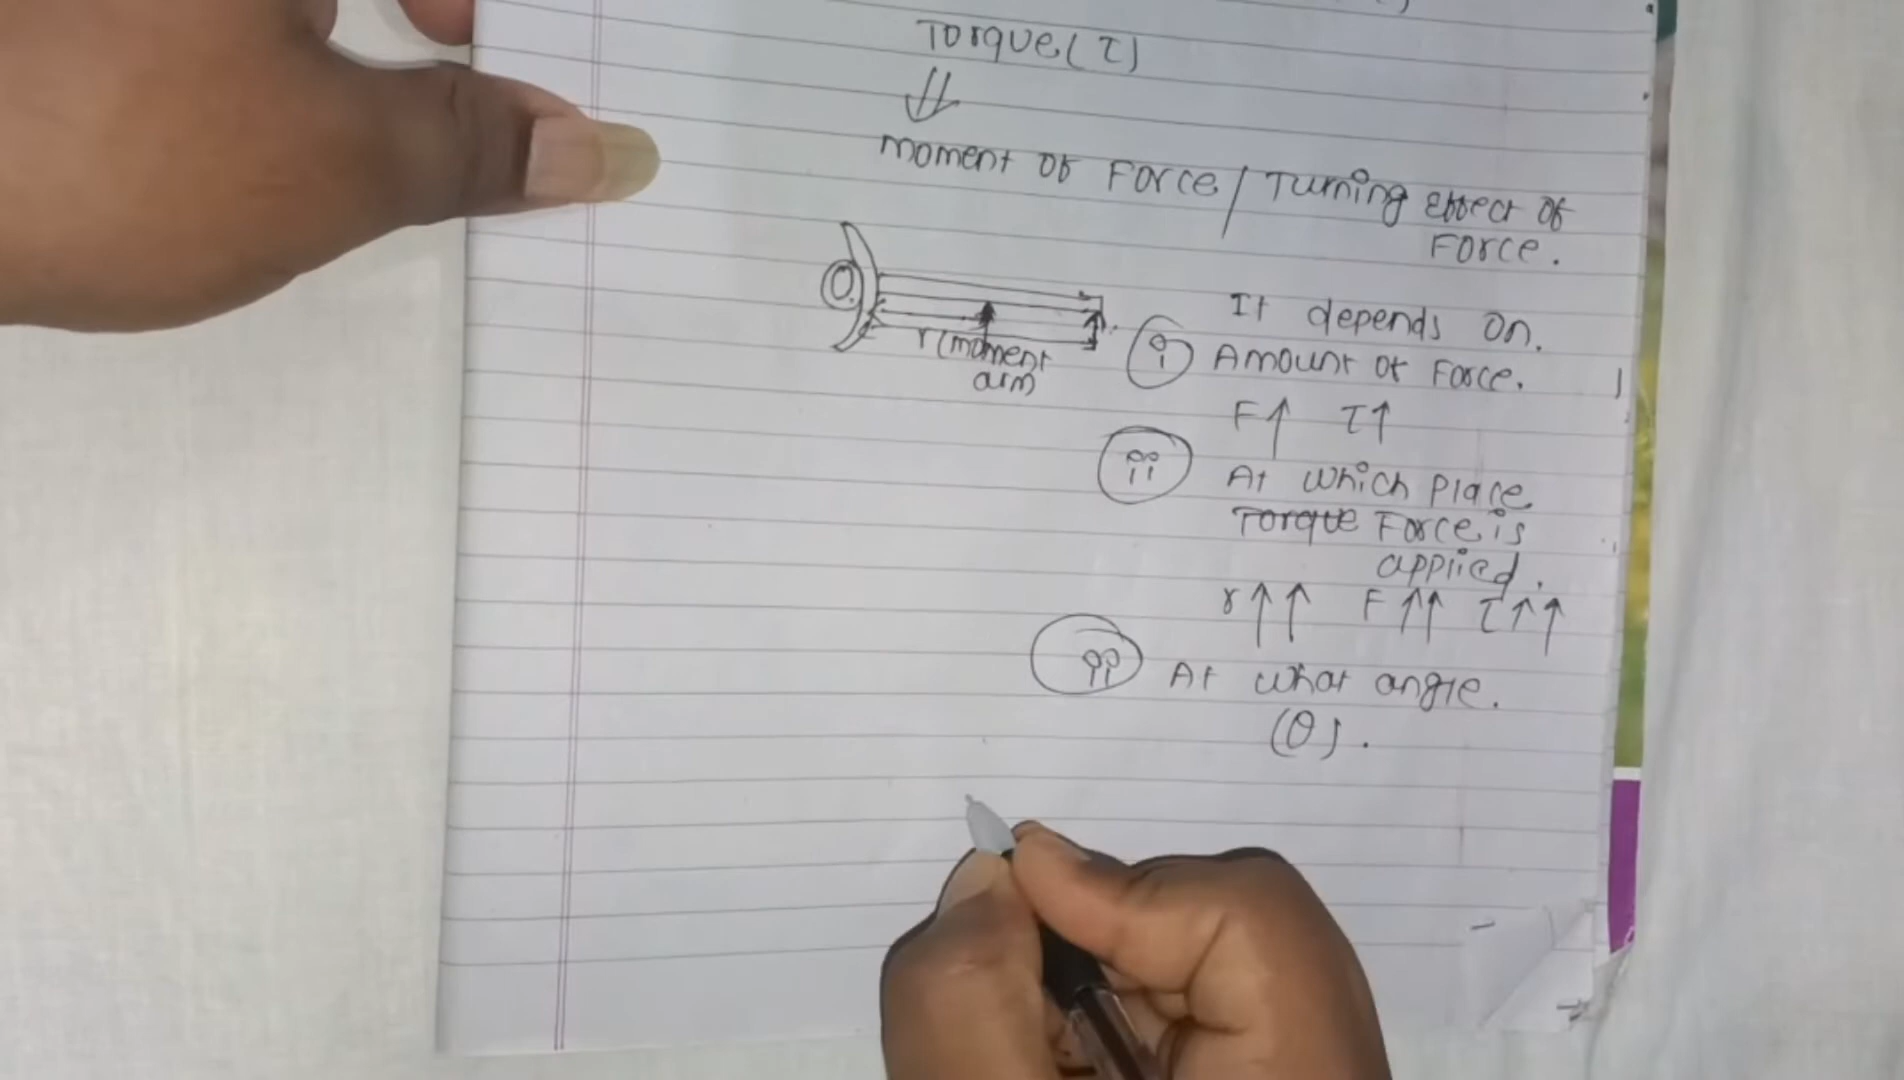 Torque (τ)
⇓
moment of Force / Turning Effect of
Force.
O
r (moment
arm)
It depends on.
(i) Amount of Force.
F↑ τ↑
(ii) At which place
Torque Force is
applied.
r↑↑ F↑↑ τ↑↑
(iii) At what angle.
(θ).